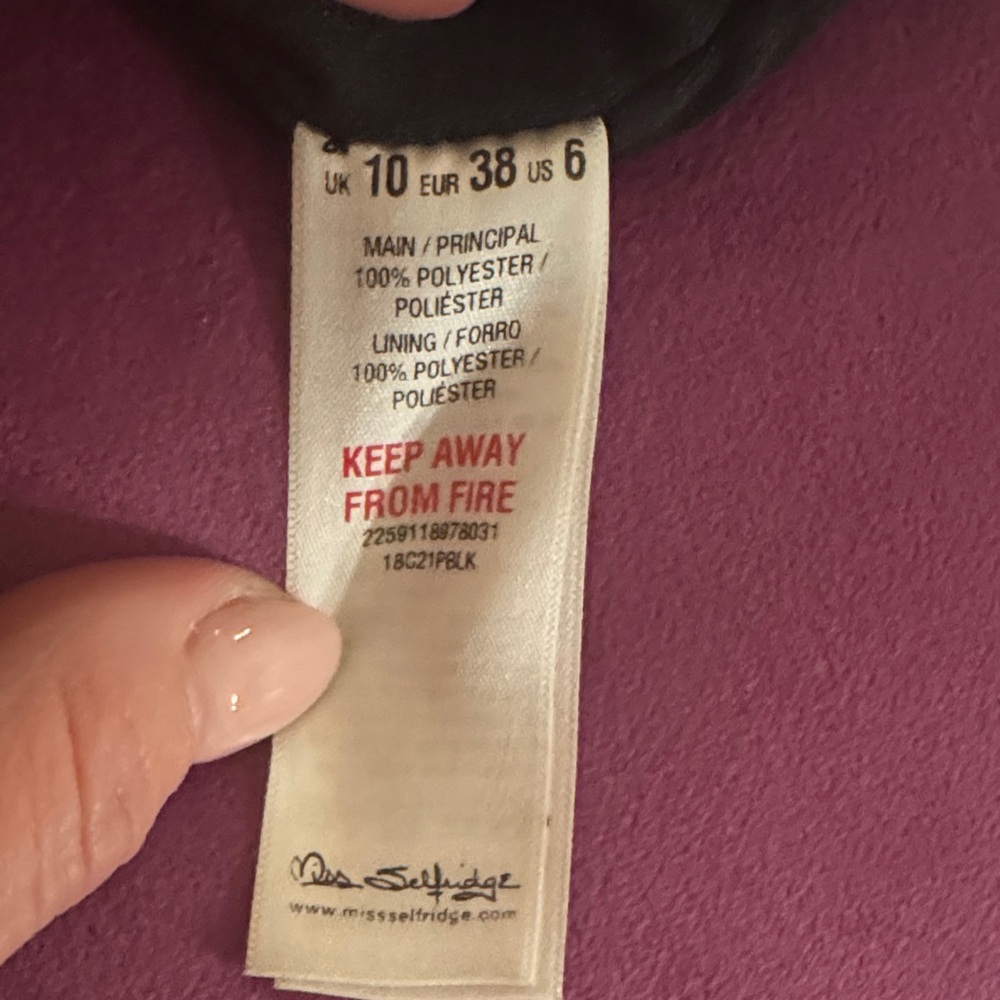 UK 10 EUR 38 US 6
MAIN / PRINCIPAL
100% POLYESTER /
POLIÉSTER
LINING / FORRO
100% POLYESTER /
POLIÉSTER
KEEP AWAY
FROM FIRE
2259118978031
18C21PBLK
Miss Selfridge
www.missselfridge.com